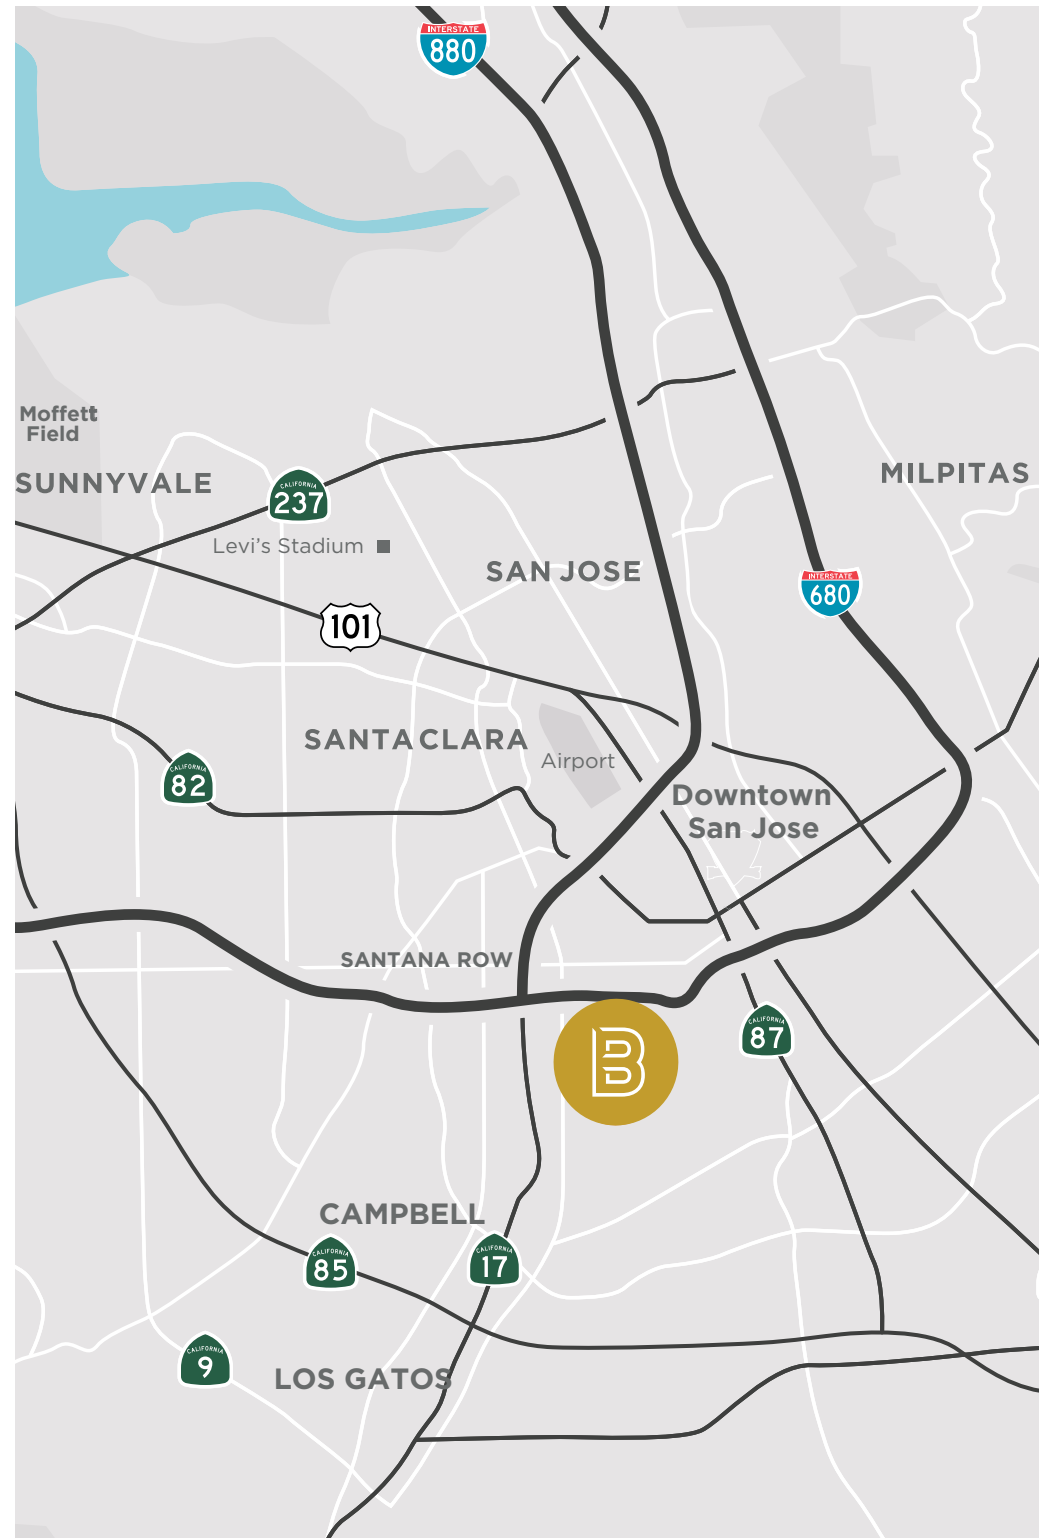 INTERSTATE
880
Moffett
Field
SUNNYVALE
MILPITAS
CALIFORNIA
237
Levi's Stadium
SAN JOSE
INTERSTATE
680
101
SANTA CLARA
Airport
CALIFORNIA
82
Downtown
San Jose
SANTANA ROW
CALIFORNIA
87
B
CAMPBELL
CALIFORNIA
85
CALIFORNIA
17
CALIFORNIA
9
LOS GATOS